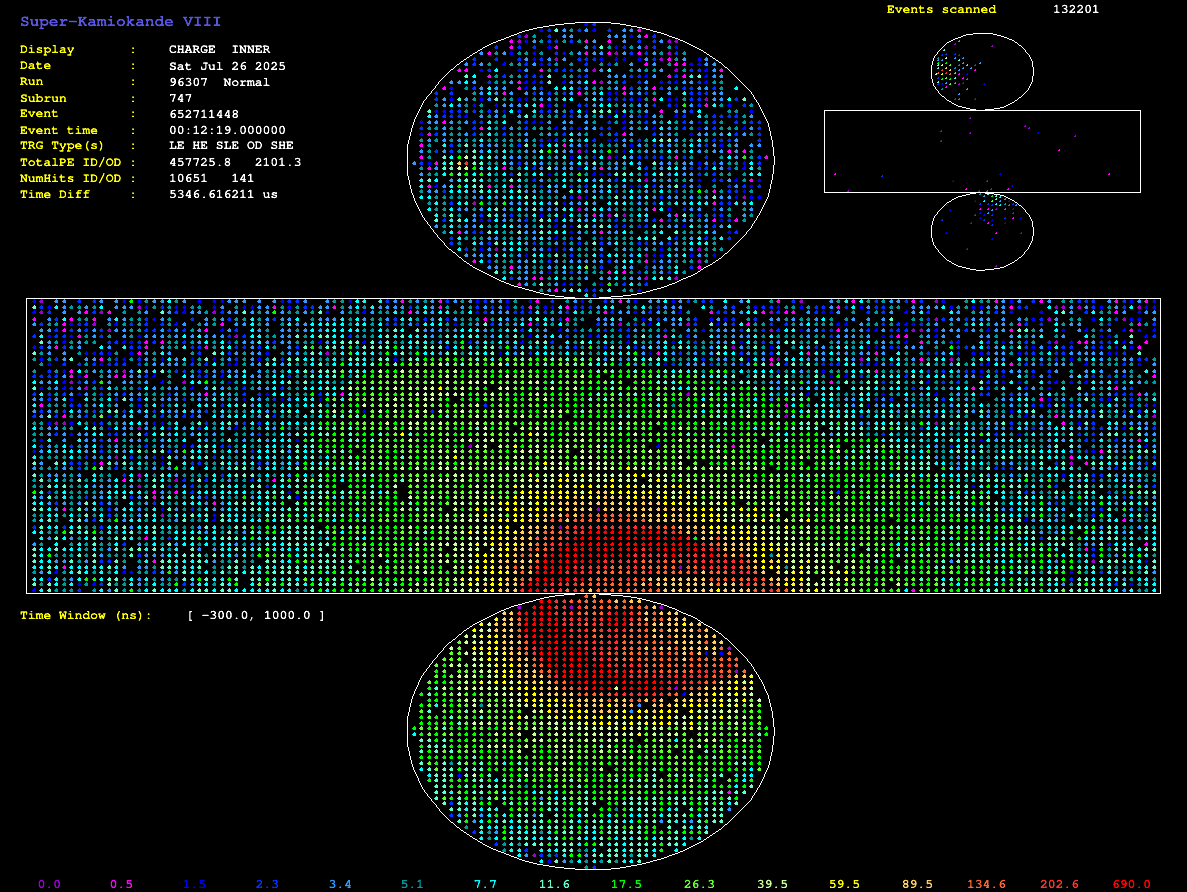 Super-Kamiokande VIII
Events scanned 132201
Display : CHARGE INNER
Date : Sat Jul 26 2025
Run : 96307 Normal
Subrun : 747
Event : 652711448
Event time : 00:12:19.000000
TRG Type(s) : LE HE SLE OD SHE
TotalPE ID/OD : 457725.8 2101.3
NumHits ID/OD : 10651 141
Time Diff : 5346.616211 us
Time Window (ns): [ -300.0, 1000.0 ]
0.0 0.5 1.5 2.3 3.4 5.1 7.7 11.6 17.5 26.3 39.5 59.5 89.5 134.6 202.6 690.0